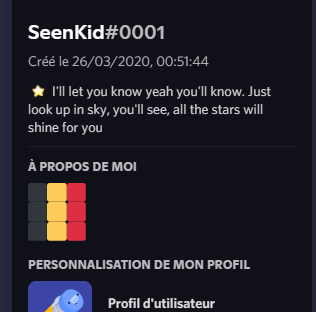 SeenKid#0001
Créé le 26/03/2020, 00:51:44
⭐ I'll let you know yeah you'll know. Just
look up in sky, you'll see, all the stars will
shine for you
À PROPOS DE MOI
PERSONNALISATION DE MON PROFIL
Profil d'utilisateur